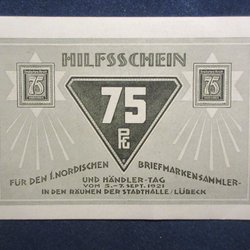 HILFSSCHEIN
75 75 75
PFG
FÜR DEN 1. NORDISCHEN BRIEFMARKENSAMMLER-
UND HÄNDLER-TAG
VOM 5.-7. SEPT. 1921
IN DEN RÄUMEN DER STADTHALLE / LÜBECK